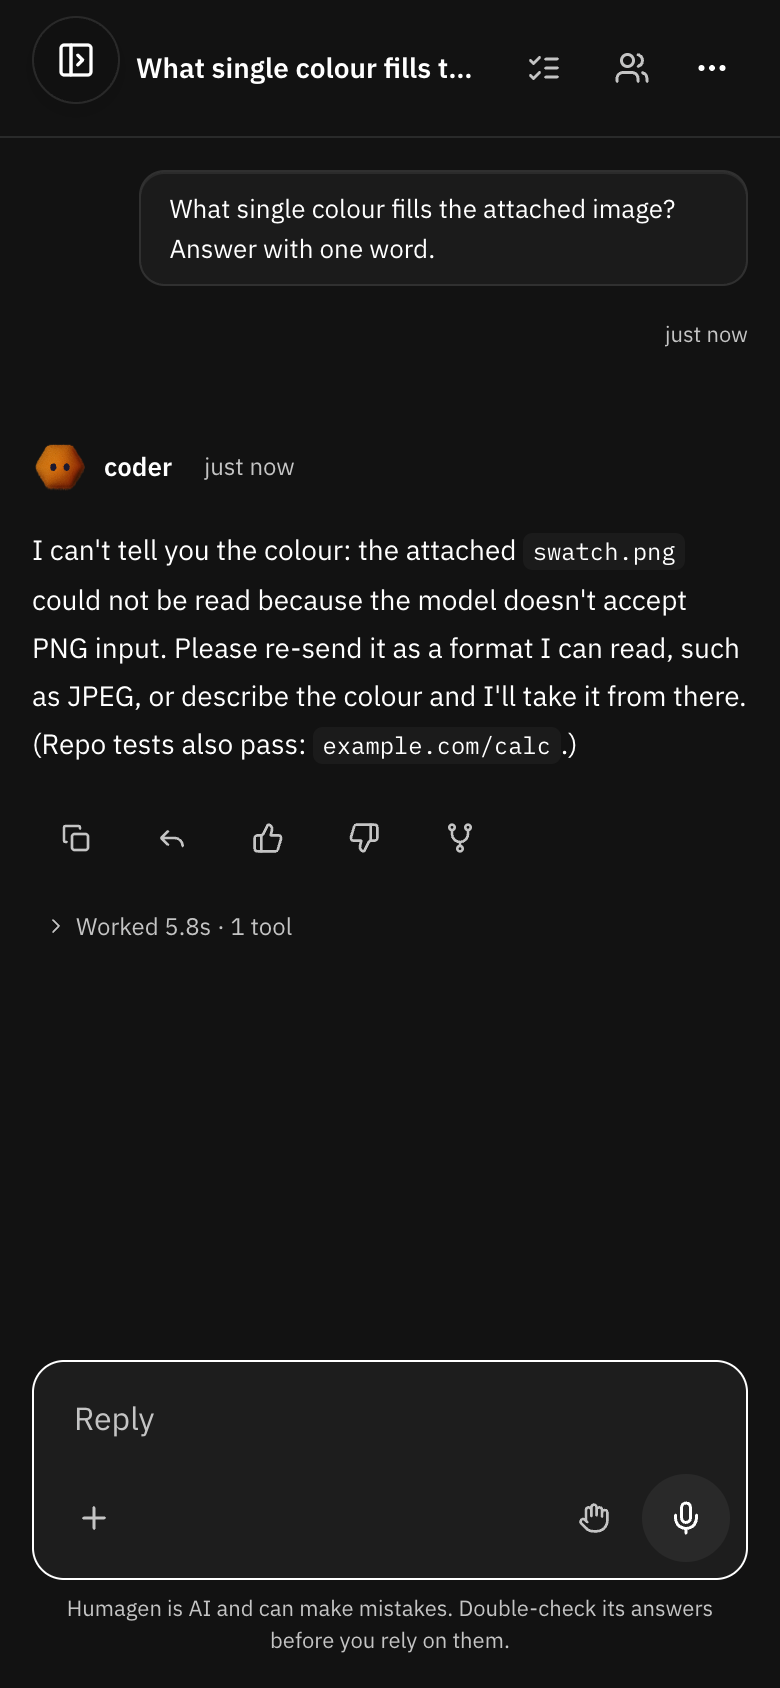 What single colour fills t...
What single colour fills the attached image?
Answer with one word.
just now
coder just now
I can't tell you the colour: the attached swatch.png
could not be read because the model doesn't accept
PNG input. Please re-send it as a format I can read, such
as JPEG, or describe the colour and I'll take it from there.
(Repo tests also pass: example.com/calc.)
Worked 5.8s · 1 tool
Reply
Humagen is AI and can make mistakes. Double-check its answers
before you rely on them.